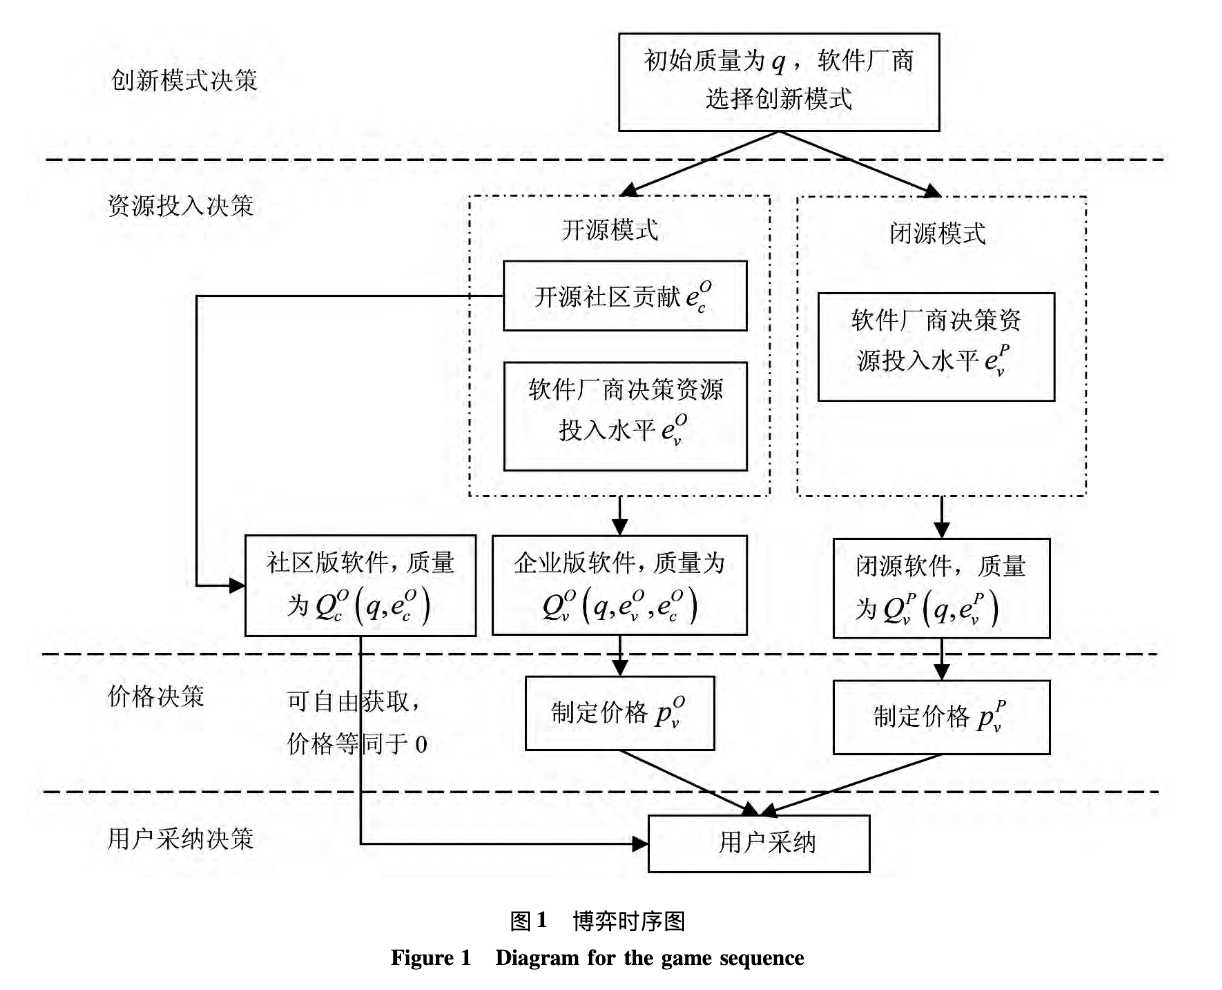 创新模式决策
初始质量为 q，软件厂商
选择创新模式
资源投入决策
开源模式
开源社区贡献 e_c^O
软件厂商决策资源
投入水平 e_v^O
闭源模式
软件厂商决策资
源投入水平 e_v^P
社区版软件，质量
为 Q_c^O(q,e_c^O)
企业版软件，质量为
Q_v^O(q,e_v^O,e_c^O)
闭源软件，质量
为 Q_v^P(q,e_v^P)
价格决策
可自由获取，
价格等同于 0
制定价格 p_v^O
制定价格 p_v^P
用户采纳决策
用户采纳
图1 博弈时序图
Figure 1 Diagram for the game sequence